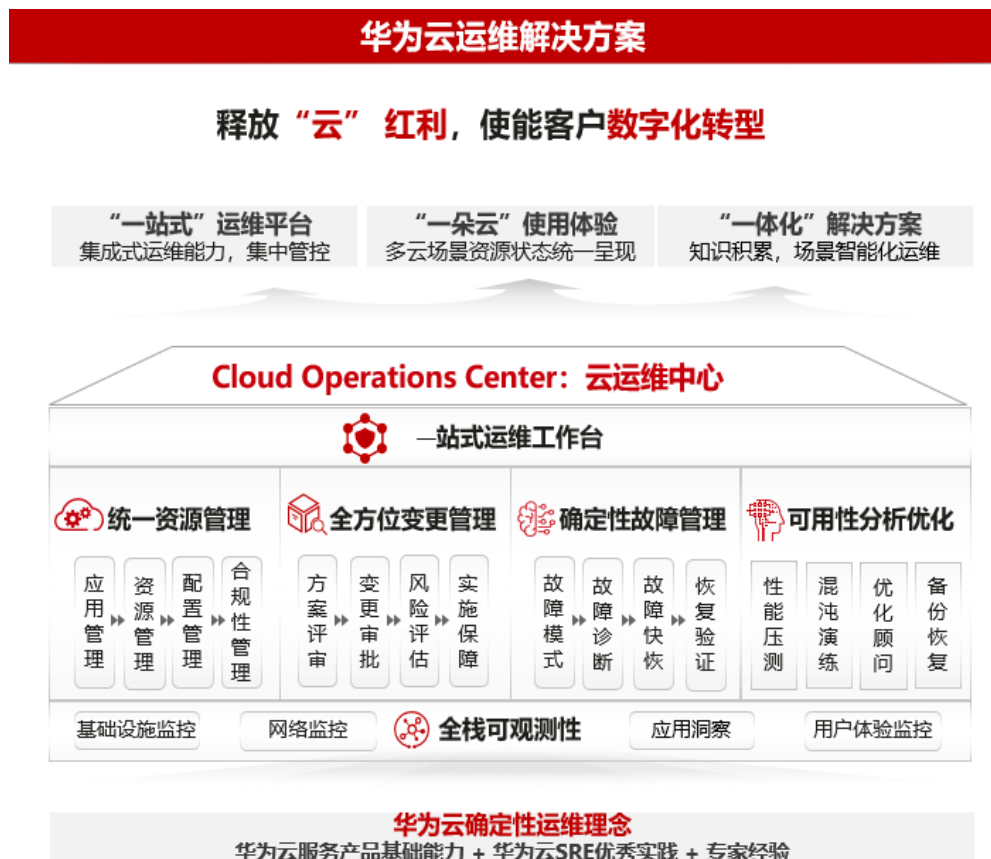 华为云运维解决方案
释放“云” 红利，使能客户数字化转型
“一站式”运维平台
集成式运维能力，集中管控
“一朵云”使用体验
多云场景资源状态统一呈现
“一体化”解决方案
知识积累，场景智能化运维
Cloud Operations Center：云运维中心
一站式运维工作台
统一资源管理
应用管理
资源管理
配置管理
合规性管理
全方位变更管理
方案评审
变更审批
风险评估
实施保障
确定性故障管理
故障模式
故障诊断
故障快恢
恢复验证
可用性分析优化
性能压测
混沌演练
优化顾问
备份恢复
基础设施监控
网络监控
全栈可观测性
应用洞察
用户体验监控
华为云确定性运维理念
华为云服务产品基础能力 + 华为云SRE优秀实践 + 专家经验